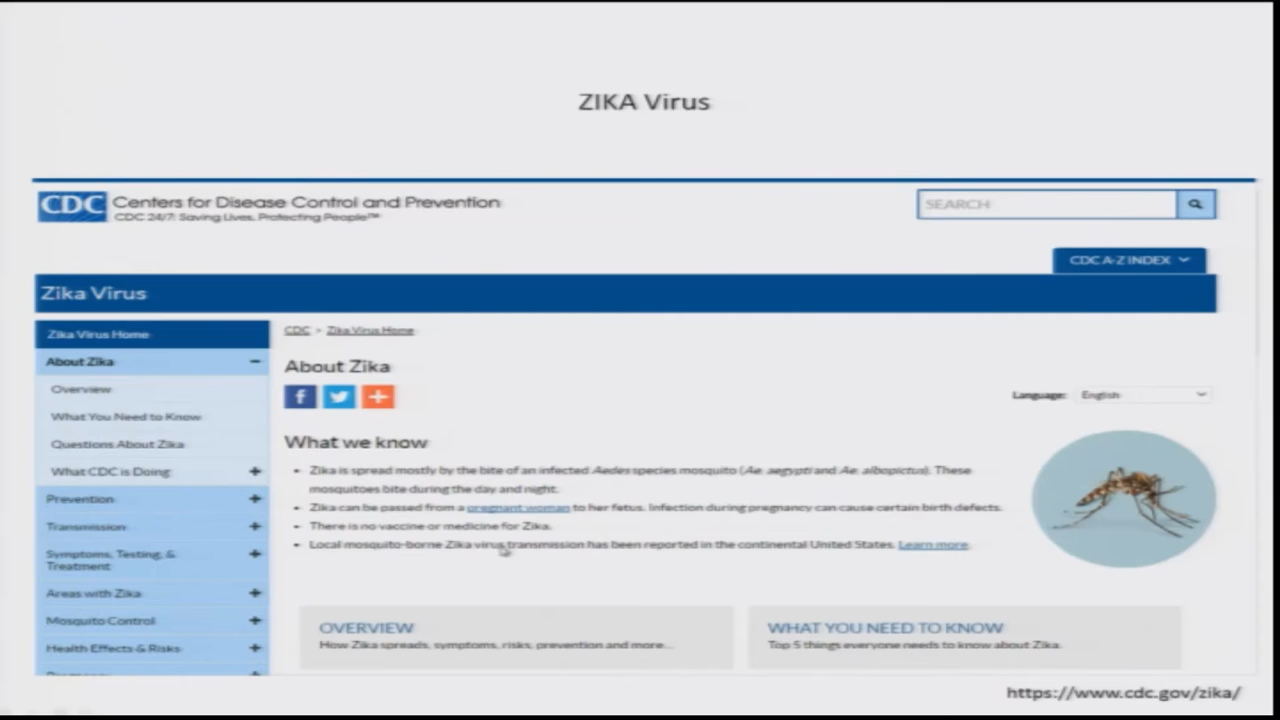 ZIKA Virus
CDC Centers for Disease Control and Prevention
CDC 24/7: Saving Lives, Protecting People™
SEARCH
CDC A-Z INDEX
Zika Virus
Zika Virus Home
About Zika
Overview
What You Need to Know
Questions About Zika
What CDC is Doing
Prevention
Transmission
Symptoms, Testing, &
Treatment
Areas with Zika
Mosquito Control
Health Effects & Risks
CDC > Zika Virus Home
About Zika
Language: English
What we know
• Zika is spread mostly by the bite of an infected Aedes species mosquito (Ae. aegypti and Ae. albopictus). These
mosquitoes bite during the day and night.
• Zika can be passed from a pregnant woman to her fetus. Infection during pregnancy can cause certain birth defects.
• There is no vaccine or medicine for Zika.
• Local mosquito-borne Zika virus transmission has been reported in the continental United States. Learn more
OVERVIEW
How Zika spreads, symptoms, risks, prevention and more...
WHAT YOU NEED TO KNOW
Top 5 things everyone needs to know about Zika.
https://www.cdc.gov/zika/